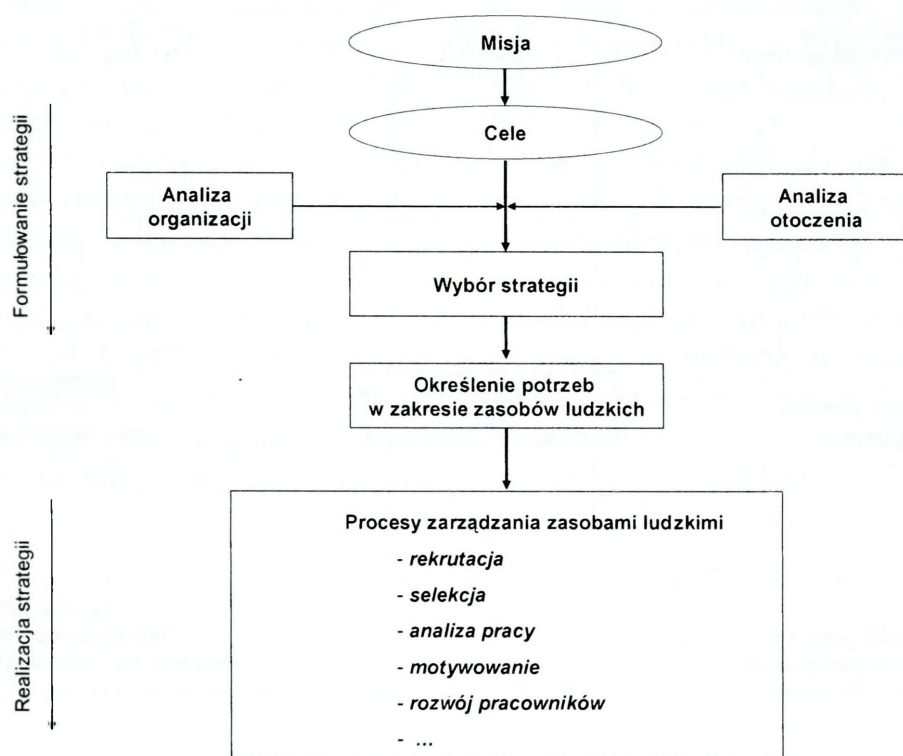 Misja
Cele
Formułowanie strategii
Analiza
organizacji
Analiza
otoczenia
Wybór strategii
Określenie potrzeb
w zakresie zasobów ludzkich
Realizacja strategii
Procesy zarządzania zasobami ludzkimi
- rekrutacja
- selekcja
- analiza pracy
- motywowanie
- rozwój pracowników
- ...